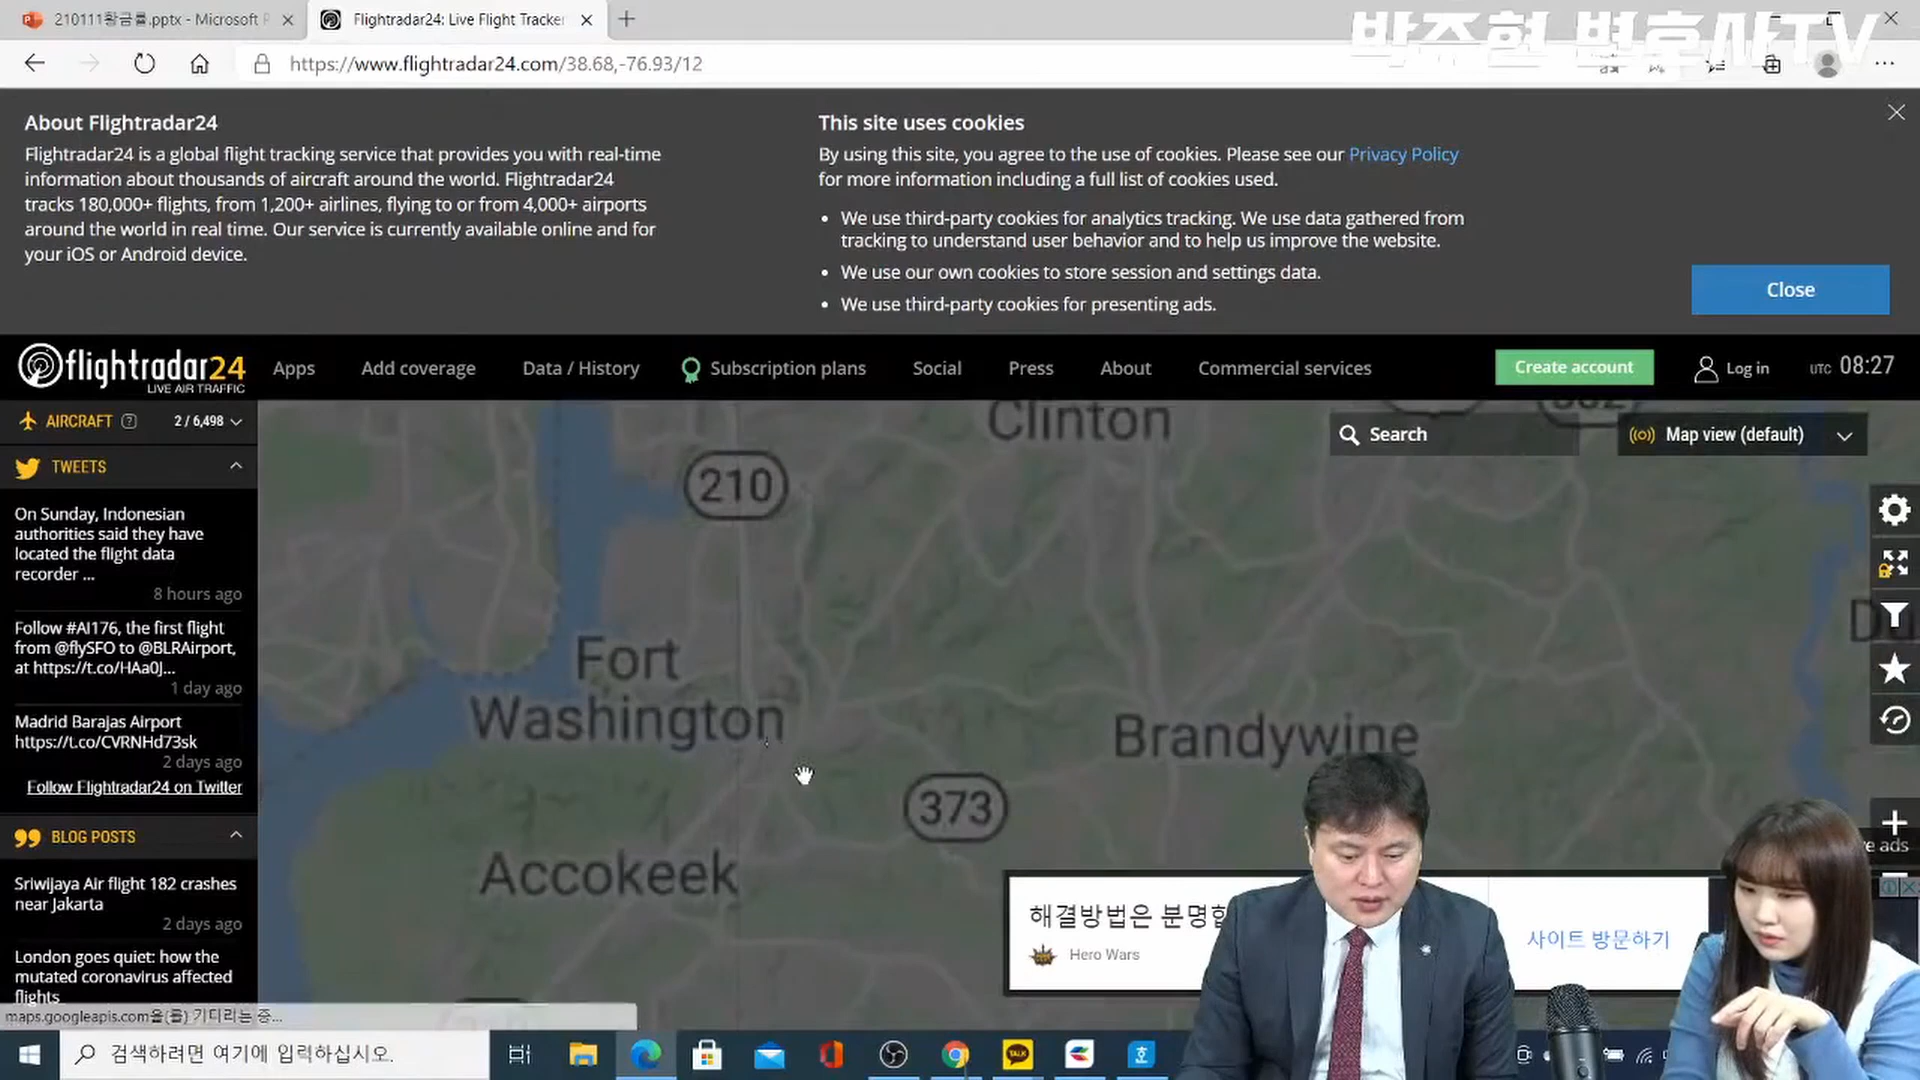 210111황금률.pptx - Microsoft P
Flightradar24: Live Flight Tracker
박주현 변호사TV
https://www.flightradar24.com/38.68,-76.93/12
About Flightradar24
Flightradar24 is a global flight tracking service that provides you with real-time
information about thousands of aircraft around the world. Flightradar24
tracks 180,000+ flights, from 1,200+ airlines, flying to or from 4,000+ airports
around the world in real time. Our service is currently available online and for
your iOS or Android device.
This site uses cookies
By using this site, you agree to the use of cookies. Please see our Privacy Policy
for more information including a full list of cookies used.
• We use third-party cookies for analytics tracking. We use data gathered from
tracking to understand user behavior and to help us improve the website.
• We use our own cookies to store session and settings data.
• We use third-party cookies for presenting ads.
Close
flightradar24
LIVE AIR TRAFFIC
Apps
Add coverage
Data / History
Subscription plans
Social
Press
About
Commercial services
Create account
Log in
UTC 08:27
AIRCRAFT
2 / 6,498
TWEETS
On Sunday, Indonesian
authorities said they have
located the flight data
recorder ...
8 hours ago
Follow #AI176, the first flight
from @flySFO to @BLRAirport,
at https://t.co/HAa0J...
1 day ago
Madrid Barajas Airport
https://t.co/CVRNHd73sk
2 days ago
Follow Flightradar24 on Twitter
BLOG POSTS
Sriwijaya Air flight 182 crashes
near Jakarta
2 days ago
London goes quiet: how the
mutated coronavirus affected
flights
maps.googleapis.com을(를) 기다리는 중...
Clinton
Search
Map view (default)
210
Fort
Washington
Brandywine
373
Accokeek
해결방법은 분명합
Hero Wars
사이트 방문하기
검색하려면 여기에 입력하십시오.
TALK